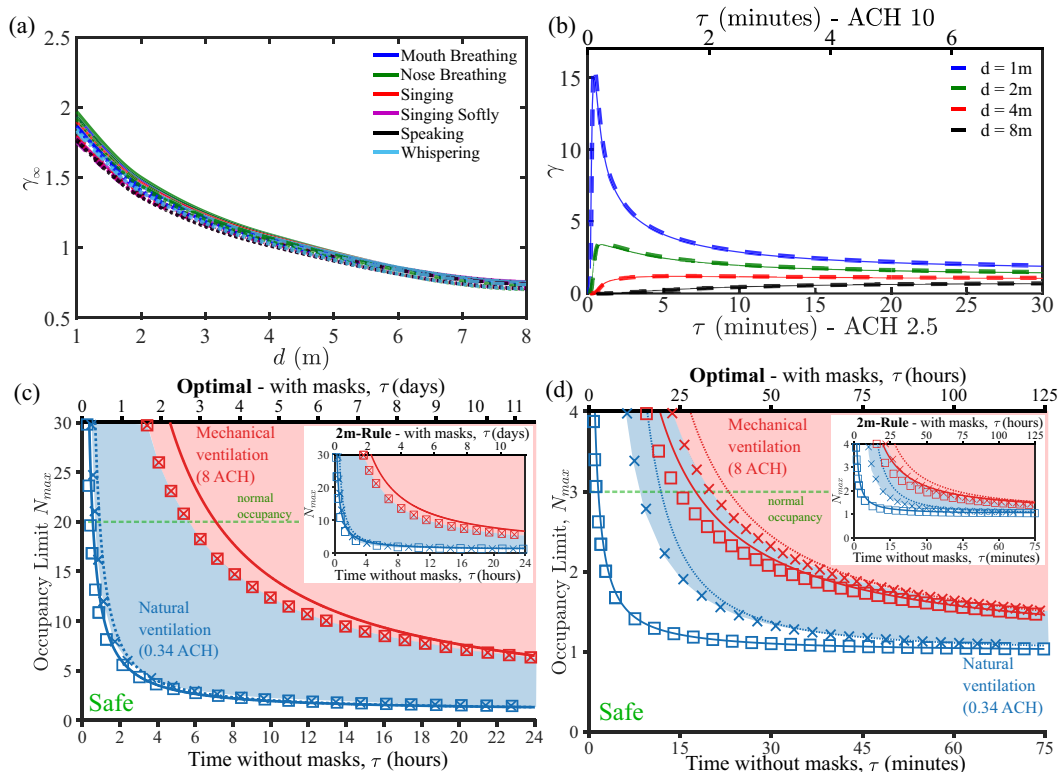 (a)
2.5
2
1.5
1
0.5
γ∞
1 2 3 4 5 6 7 8
d (m)
Mouth Breathing
Nose Breathing
Singing
Singing Softly
Speaking
Whispering
(b)
τ (minutes) - ACH 10
0 2 4 6
15
10
5
0
γ
0 5 10 15 20 25 30
τ (minutes) - ACH 2.5
d = 1m
d = 2m
d = 4m
d = 8m
(c)
Optimal - with masks, τ (days)
0 1 2 3 4 5 6 7 8 9 10 11
30
25
20
15
10
5
0
Occupancy Limit Nmax
Mechanical
ventilation
(8 ACH)
normal
occupancy
Natural
ventilation
(0.34 ACH)
Safe
0 2 4 6 8 10 12 14 16 18 20 22 24
Time without masks, τ (hours)
2m-Rule - with masks, τ (days)
0 2 4 6 8 10
30
20
10
0
Nmax
0 4 8 12 16 20 24
Time without masks, τ (hours)
(d)
Optimal - with masks, τ (hours)
0 25 50 75 100 125
4
3
2
1
0
Occupancy Limit, Nmax
Mechanical
ventilation
(8 ACH)
normal
occupancy
Natural
ventilation
(0.34 ACH)
Safe
0 15 30 45 60 75
Time without masks, τ (minutes)
2m-Rule - with masks, τ (hours)
0 25 50 75 100 125
4
3
2
1
0
Nmax
0 15 30 45 60 75
Time without masks, τ (minutes)